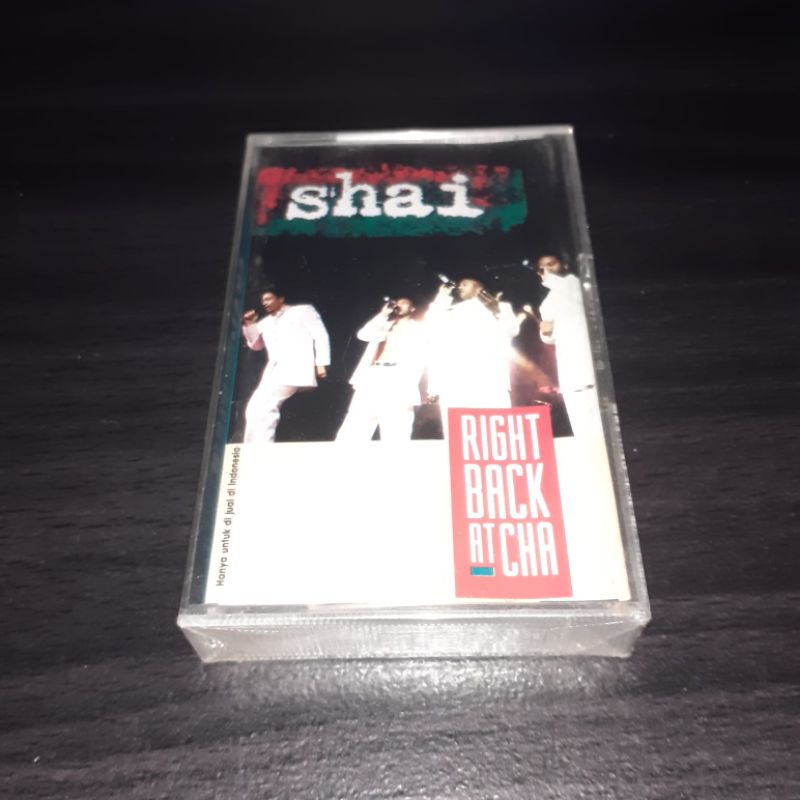 shai
RIGHT
BACK
AT CHA
Hanya untuk di jual di Indonesia